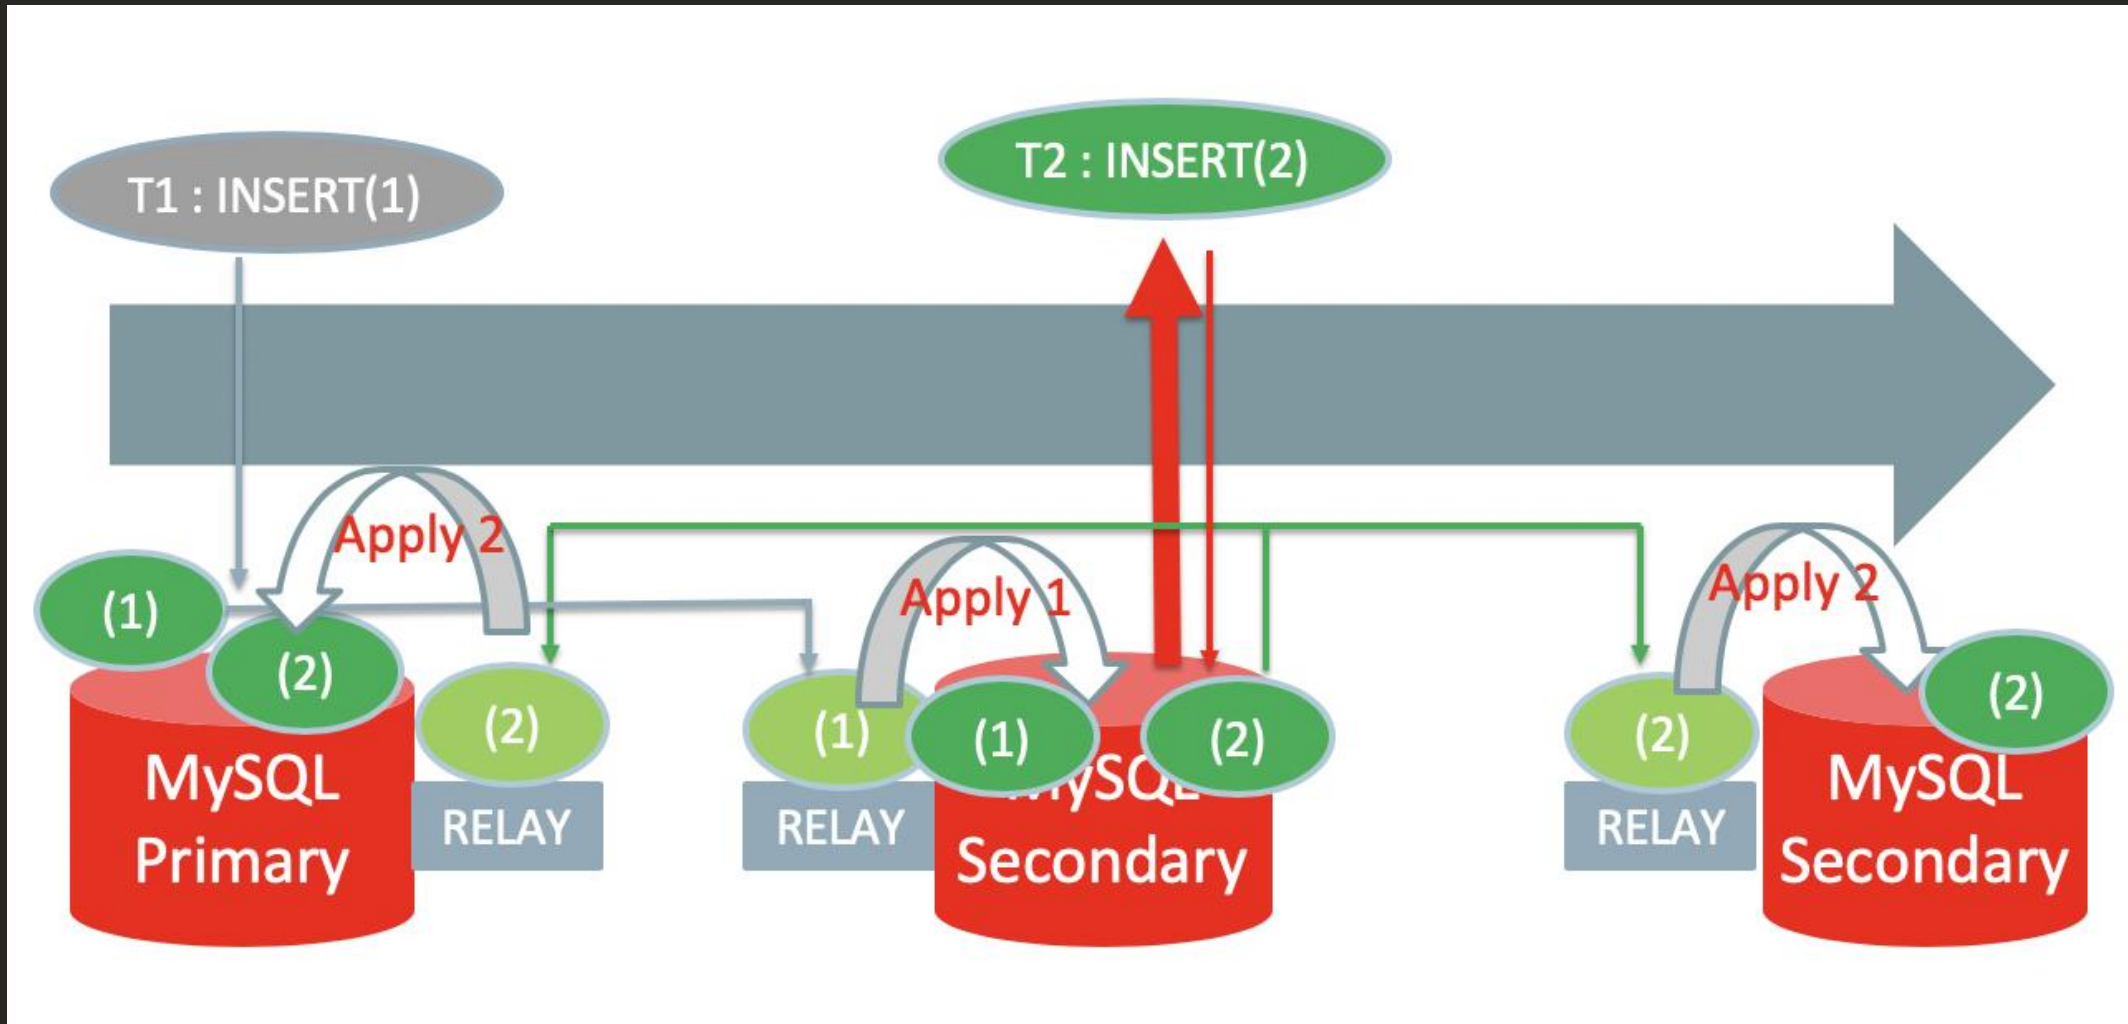 T1 : INSERT(1)
T2 : INSERT(2)
Apply 2
Apply 1
Apply 2
(1)
(2)
(2)
(1)
(1)
(2)
(2)
(2)
MySQL
Primary
RELAY
RELAY
MySQL
Secondary
RELAY
MySQL
Secondary